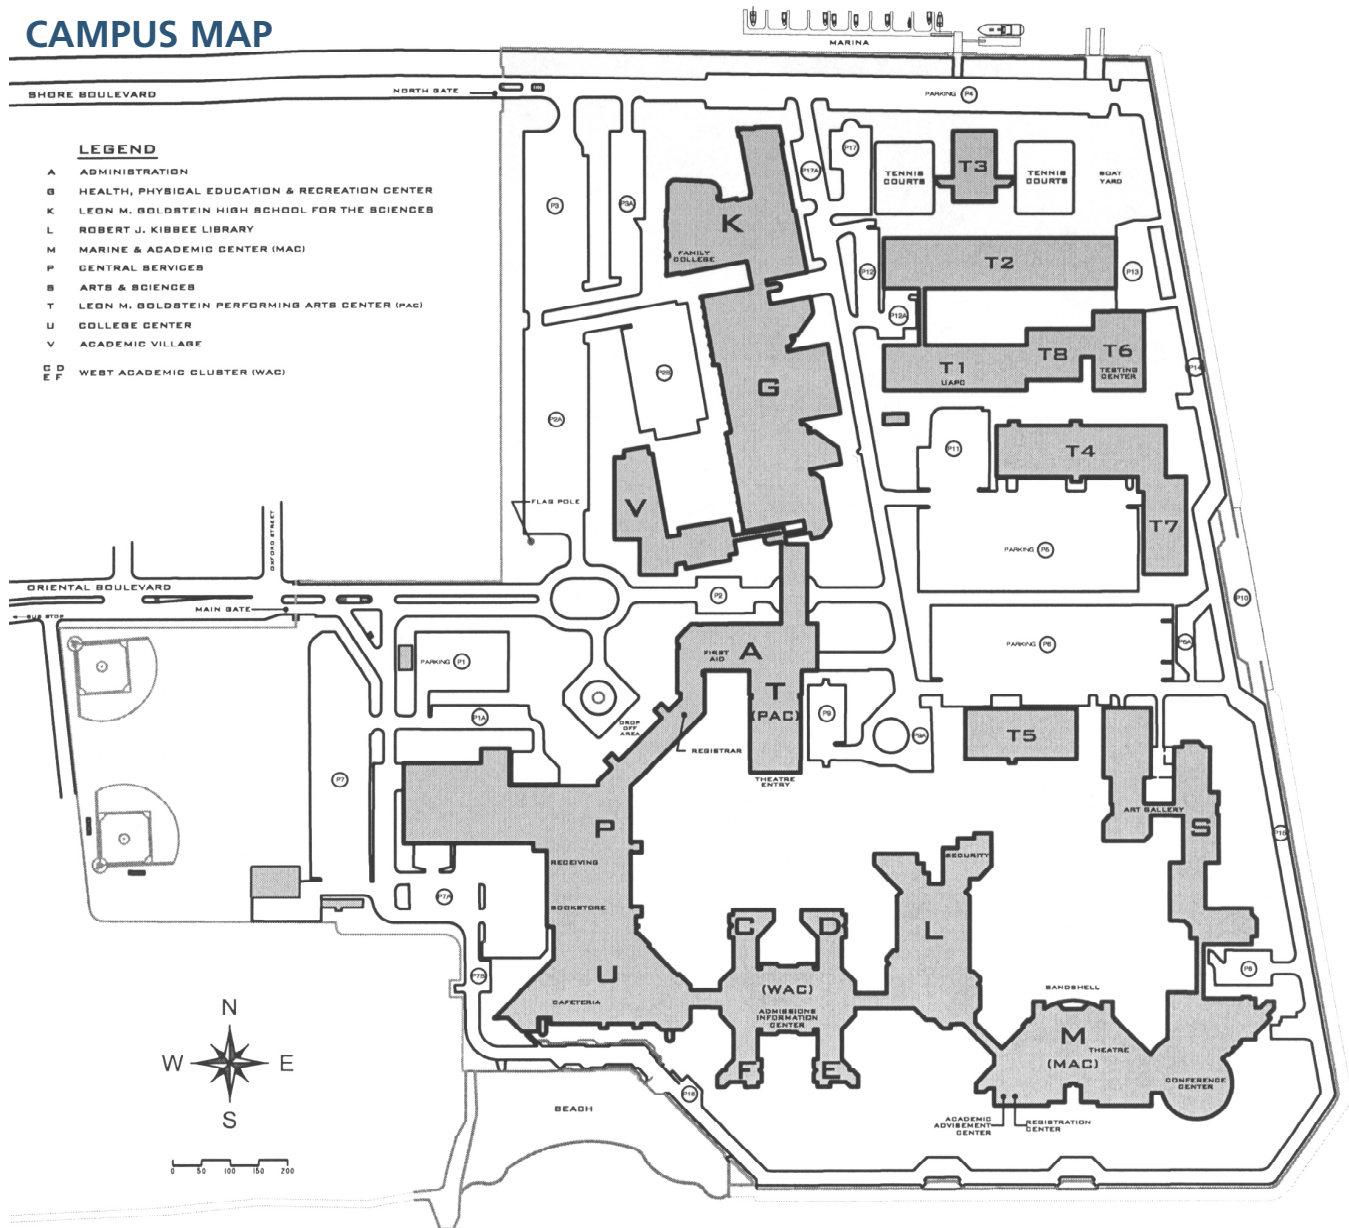 CAMPUS MAP
MARINA
SHORE BOULEVARD
NORTH GATE
PARKING P4
LEGEND
A ADMINISTRATION
G HEALTH, PHYSICAL EDUCATION & RECREATION CENTER
K LEON M. GOLDSTEIN HIGH SCHOOL FOR THE SCIENCES
L ROBERT J. KIBBEE LIBRARY
M MARINE & ACADEMIC CENTER (MAC)
P CENTRAL SERVICES
S ARTS & SCIENCES
T LEON M. GOLDSTEIN PERFORMING ARTS CENTER (PAC)
U COLLEGE CENTER
V ACADEMIC VILLAGE
C D
E F WEST ACADEMIC CLUSTER (WAC)
P3
P3A
P17A
P17
TENNIS
COURTS
T3
TENNIS
COURTS
BOAT
YARD
K
FAMILY
COLLEGE
P12
T2
P13
P12A
P2B
G
T1
UAPC
T8
T6
TESTING
CENTER
P14
P2A
P11
T4
V
FLAG POLE
T7
OXFORD STREET
PARKING P5
ORIENTAL BOULEVARD
MAIN GATE
BUS STOP
P2
P10
PARKING P1
FIRST
AID
A
PARKING P6
P6A
T
(PAC)
P1A
DROP
OFF
AREA
REGISTRAR
P9
P9A
T5
THEATRE
ENTRY
P7
P
ART GALLERY
S
P15
RECEIVING
SECURITY
P7A
BOOKSTORE
C
D
L
U
P7B
CAFETERIA
(WAC)
ADMISSIONS
INFORMATION
CENTER
P8
BANDSHELL
M
(MAC)
THEATRE
F
E
CONFERENCE
CENTER
P16
BEACH
ACADEMIC
ADVISEMENT
CENTER
REGISTRATION
CENTER
N
W E
S
0 50 100 150 200